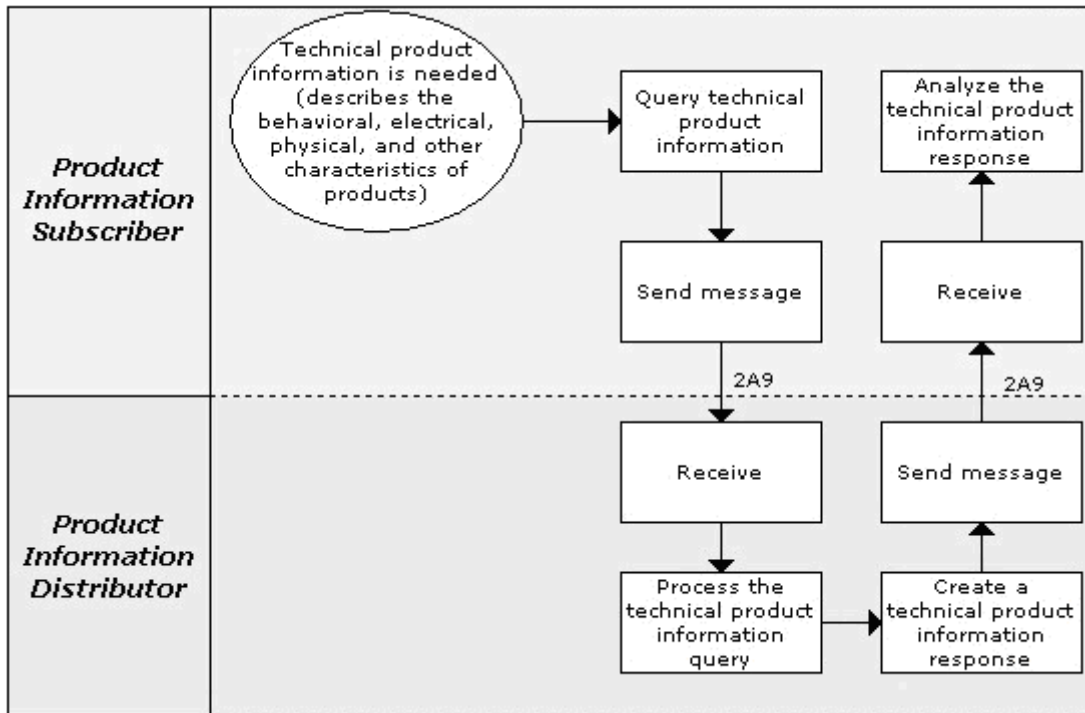 Product
Information
Subscriber
Technical product
information is needed
(describes the
behavioral, electrical,
physical, and other
characteristics of
products)
Query technical
product
information
Send message
2A9
Analyze the
technical product
information
response
Receive
2A9
Product
Information
Distributor
Receive
Process the
technical product
information
query
Send message
Create a
technical product
information
response